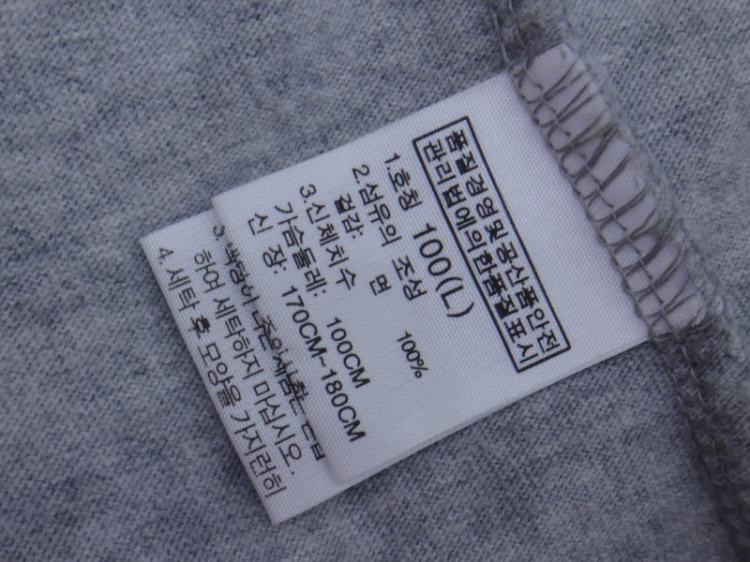 품질경영및공산품안전
관리법에의한품질표시
1.호칭 100(L)
2.섬유의 조성
겉감: 면 100%
3.신체치수
가슴둘레: 100CM
신 장: 170CM~180CM
하여 세탁하지 마십시오.
4.세탁 후 모양을 가지런히